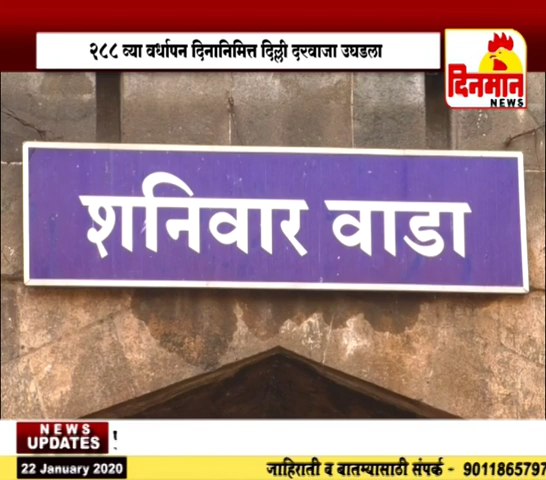 २८८ व्या वर्धापन दिनानिमित्त दिल्ली दरवाजा उघडला
दिनमान
NEWS
शनिवार वाडा
NEWS
UPDATES
22 January 2020
जाहिराती व बातम्यासाठी संपर्क - 9011865797